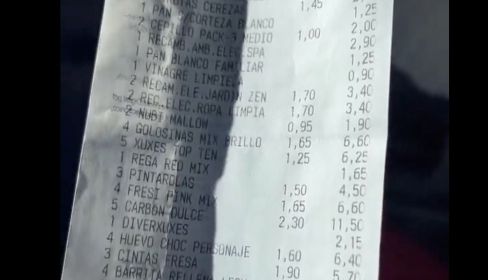 CEREZAS 1,45
1 PAN S/CORTEZA BLANCO 1,25
2 CEPILLO PACK-3 MEDIO 1,00 2,00
1 RECAMB.AMB.ELEC.SPA 2,90
1 PAN BLANCO FAMILIAR 1,25
1 VINAGRE LIMPIEZA 0,90
2 RECAM.ELE.JARDIN ZEN 1,70 3,40
2 REC.ELEC.ROPA LIMPIA 1,70 3,40
2 NUBI MALLOW 0,95 1,90
4 GOLOSINAS MIX BRILLO 1,65 6,60
5 XUXES TOP TEN 1,25 6,25
1 REGA RED MIX 1,65
3 PINTAROLAS 1,50 4,50
4 FRESI PINK MIX 1,65 6,60
5 CARBON DULCE 2,30 11,50
1 DIVERXUXES 2,15
4 HUEVO CHOC PERSONAJE 1,60 6,40
3 CINTAS FRESA 1,90 5,70
4 BARRITA RELLENA